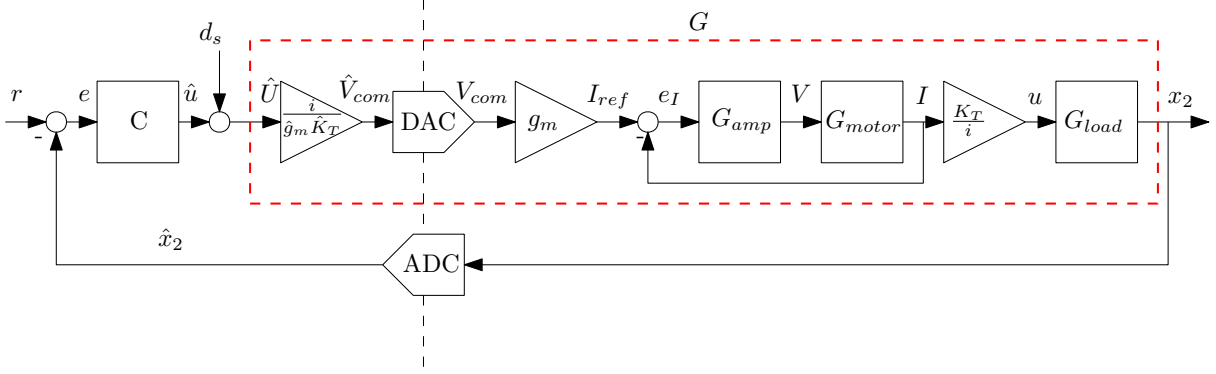 G
d_s
r e û Û V̂_com V_com I_ref e_I V I u x_2
C i/(ĝ_m K̂_T) DAC g_m G_amp G_motor K_T/i G_load
- -
x̂_2
ADC